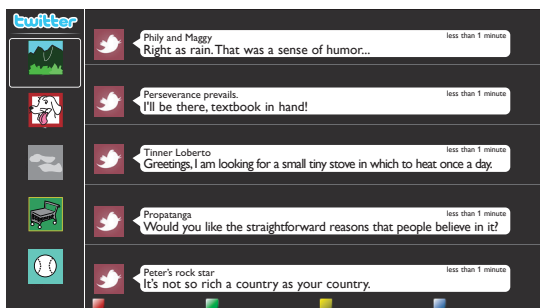 twitter
Phily and Maggy
less than 1 minute
Right as rain. That was a sense of humor...
Perseverance prevails.
less than 1 minute
I'll be there, textbook in hand!
Tinner Loberto
less than 1 minute
Greetings, I am looking for a small tiny stove in which to heat once a day.
Propatanga
less than 1 minute
Would you like the straightforward reasons that people believe in it?
Peter's rock star
less than 1 minute
It's not so rich a country as your country.